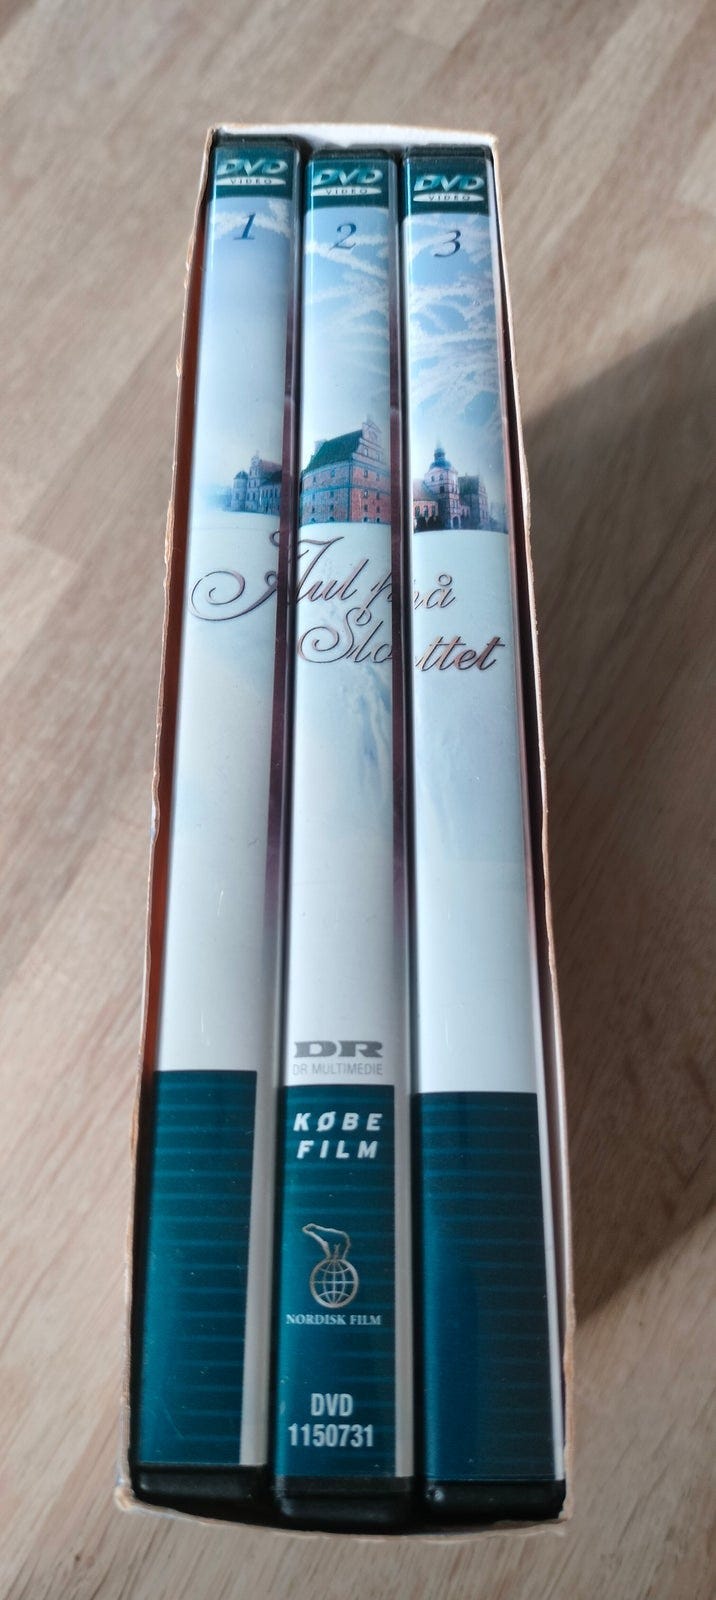 DVD
VIDEO
1
DVD
VIDEO
2
DVD
VIDEO
3
Jul på
Slottet
DR
DR MULTIMEDIE
KØBE
FILM
NORDISK FILM
DVD
1150731